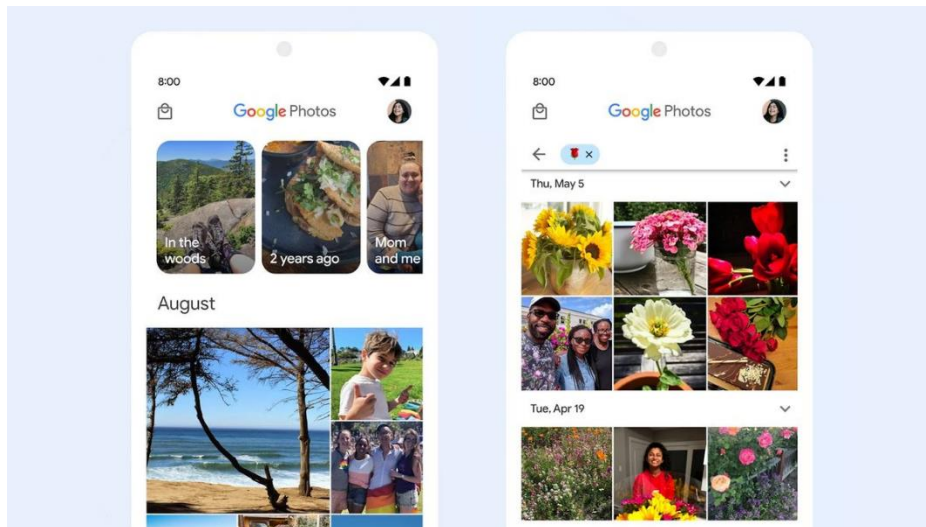 8:00
Google Photos
In the
woods
2 years ago
Mom
and me
August
8:00
Google Photos
Thu, May 5
Tue, Apr 19